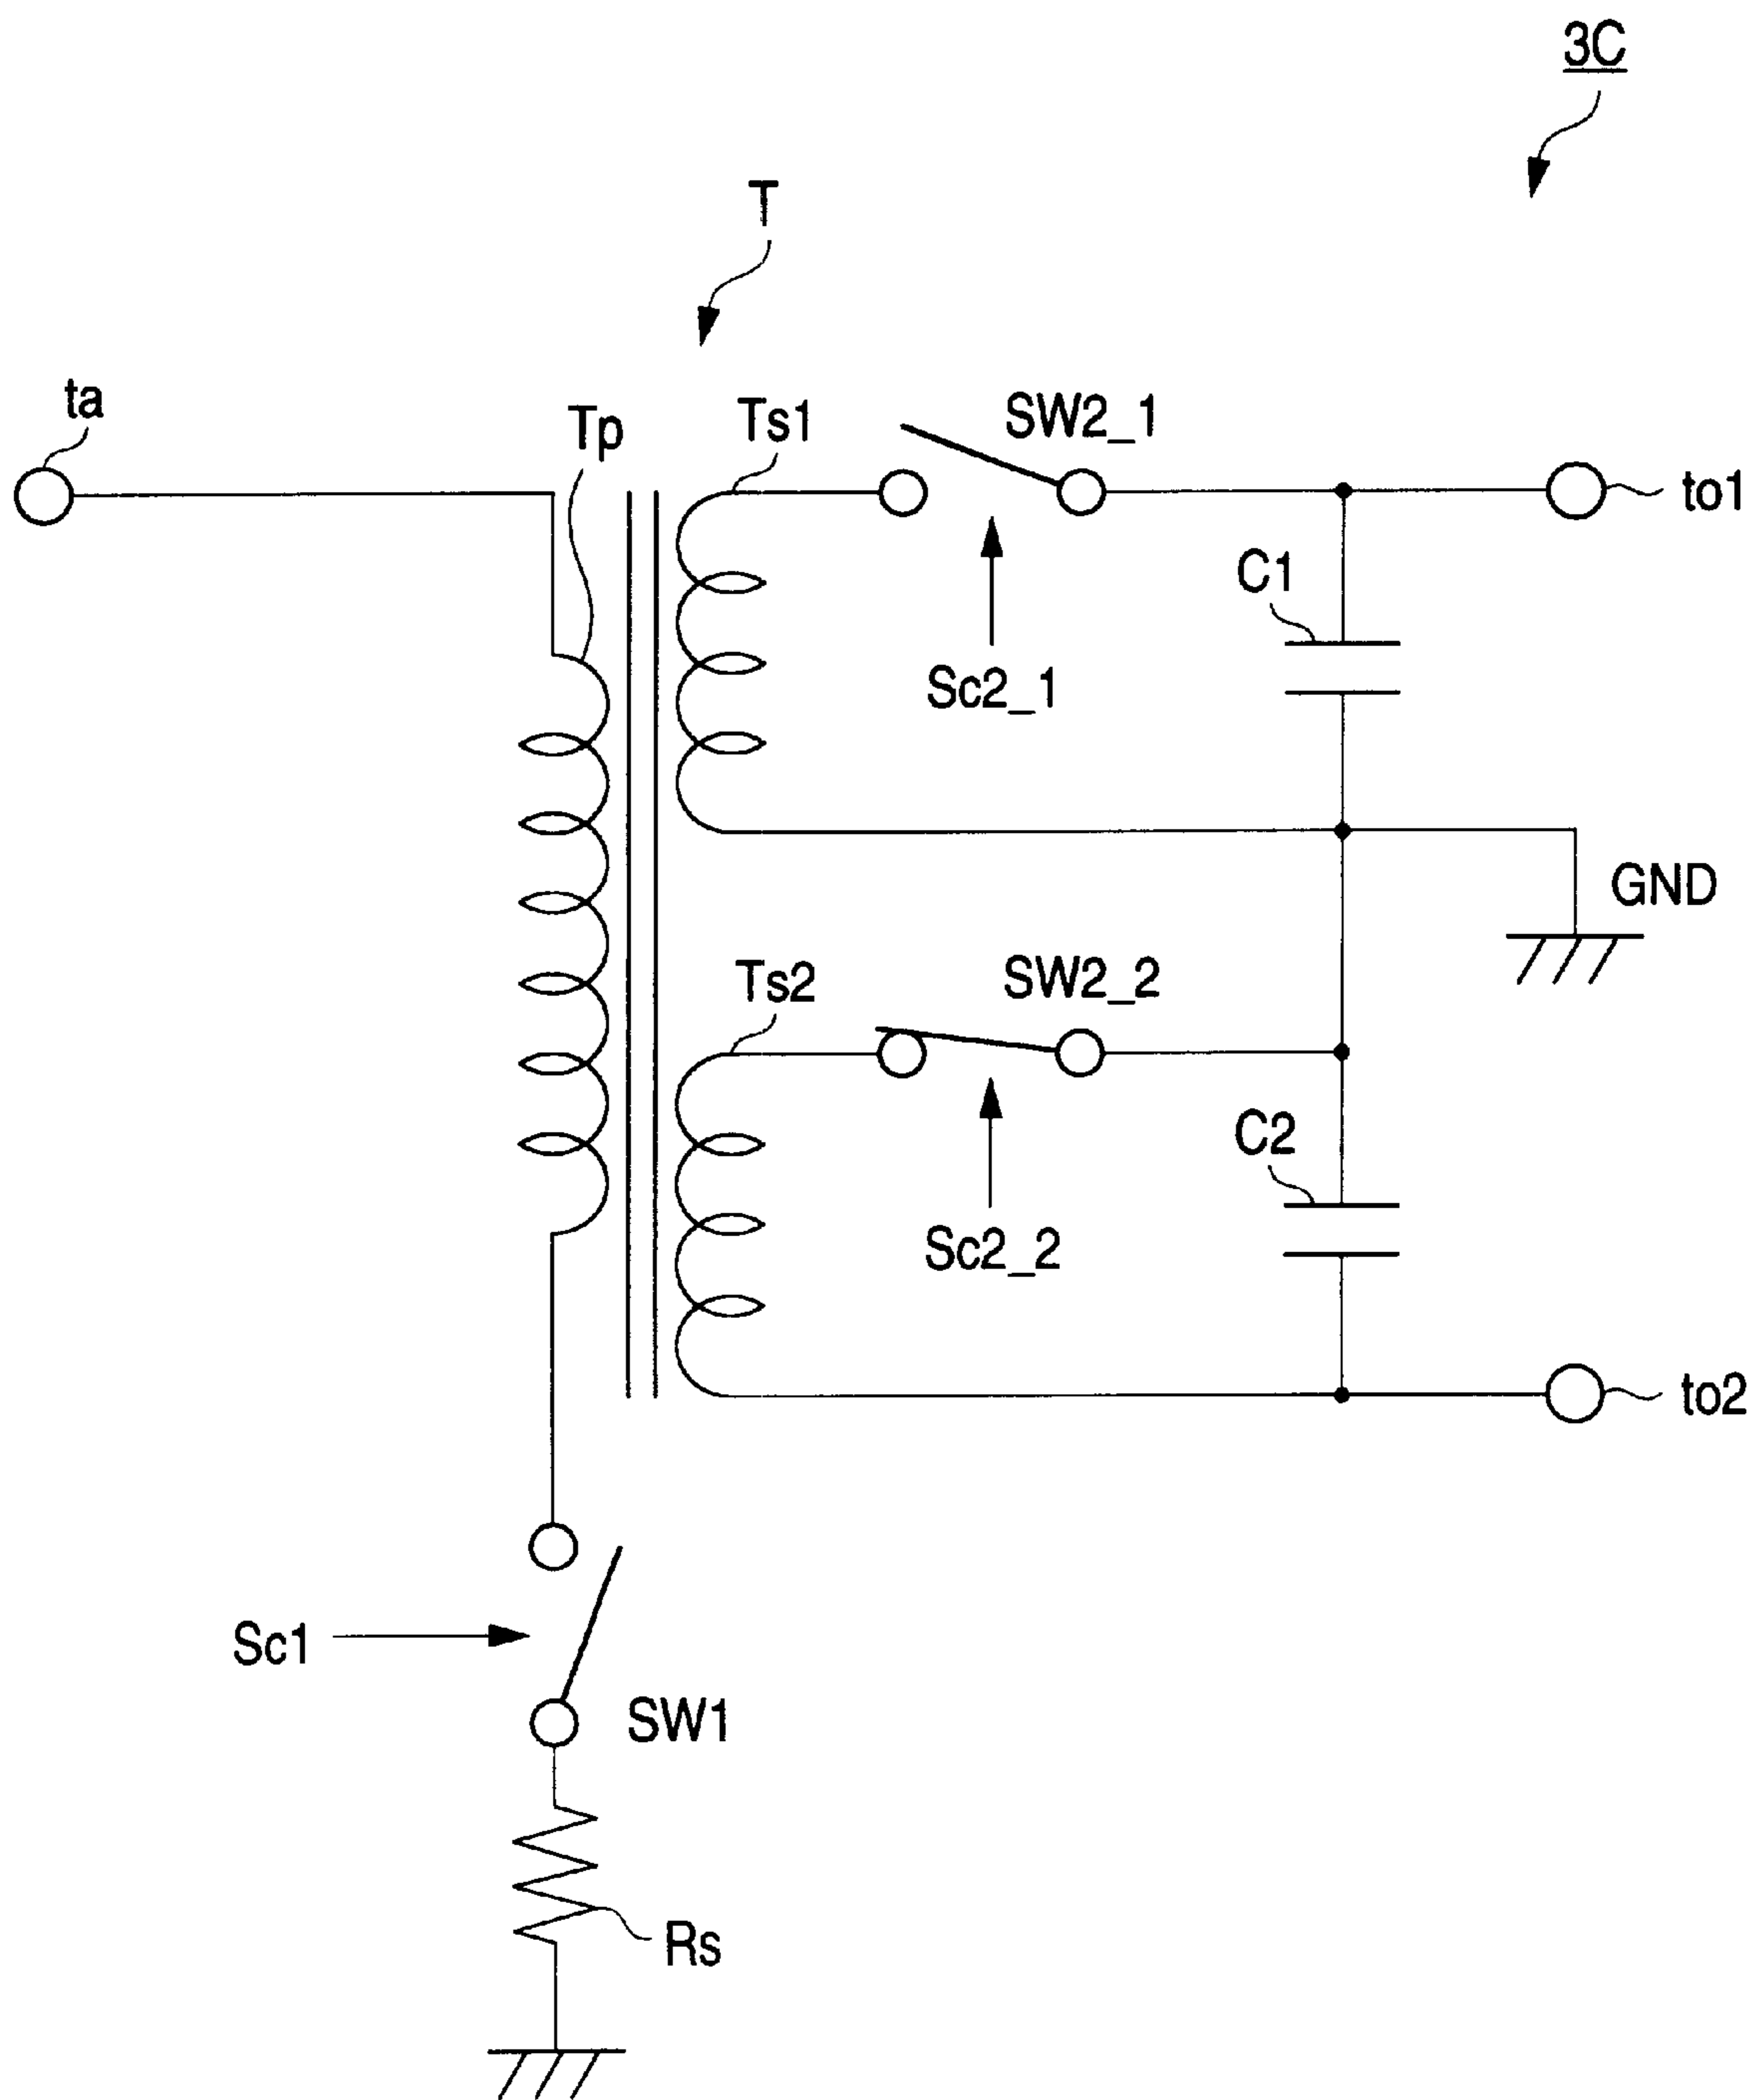 3C
T
ta
Tp
Ts1
SW2_1
to1
C1
Sc2_1
GND
Ts2
SW2_2
C2
Sc2_2
to2
Sc1
SW1
Rs